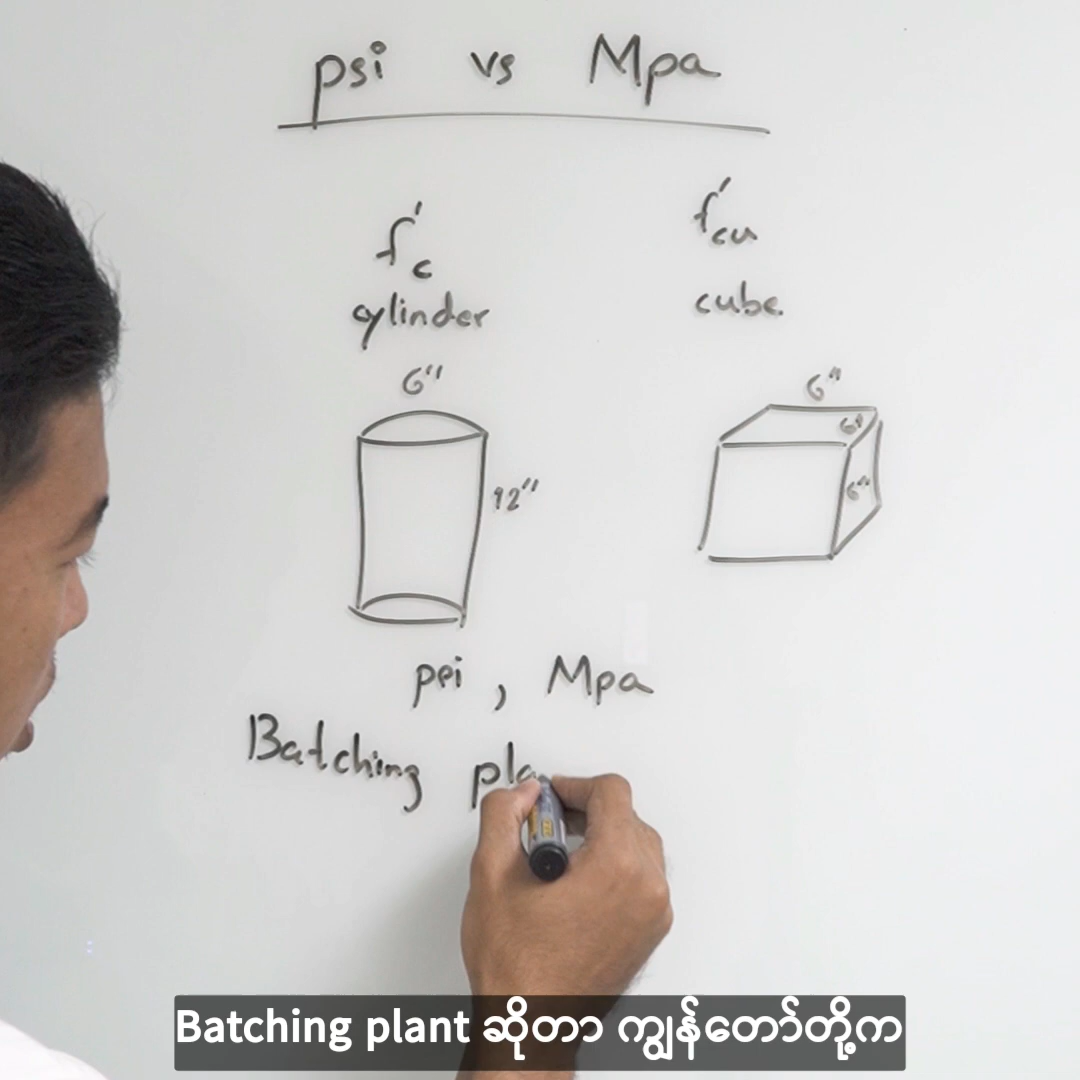 psi vs Mpa
f'c
f'cu
cylinder
cube
6"
6"
6"
12"
6"
psi , Mpa
Batching pla
Batching plant ဆိုတာ ကျွန်တော်တို့က